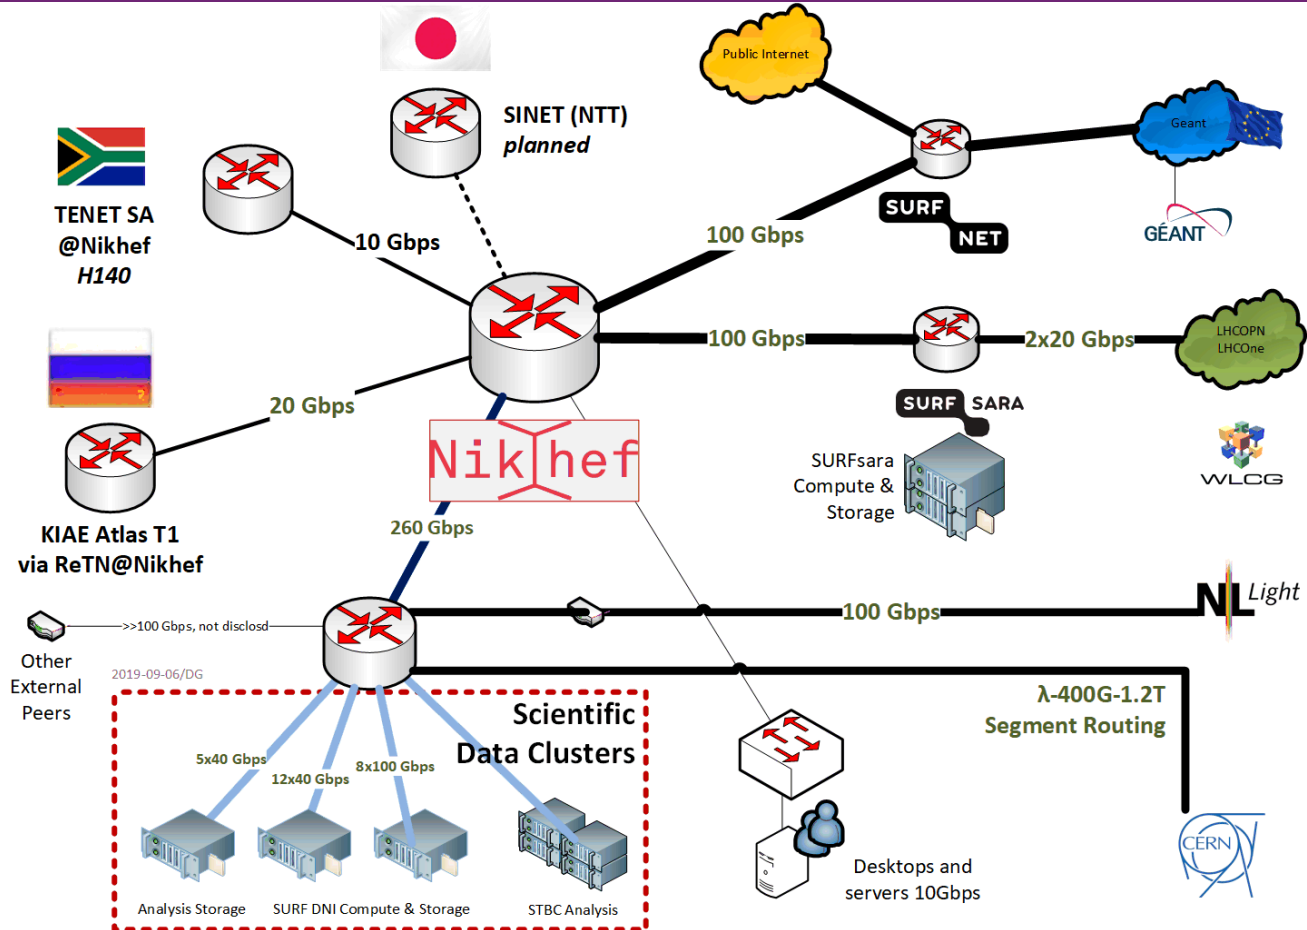 Public Internet
SINET (NTT)
planned
Geant
TENET SA
@Nikhef
H140
SURF
NET
GÉANT
10 Gbps
100 Gbps
LHCOPN
LHCOne
100 Gbps
2x20 Gbps
20 Gbps
SURF SARA
Nikhef
SURFsara
Compute &
Storage
WLCG
KIAE Atlas T1
via ReTN@Nikhef
260 Gbps
NL Light
100 Gbps
>>100 Gbps, not disclosd
Other
External
Peers
2019-09-06/DG
λ-400G-1.2T
Segment Routing
Scientific
Data Clusters
5x40 Gbps
12x40 Gbps
8x100 Gbps
CERN
Desktops and
servers 10Gbps
Analysis Storage
SURF DNI Compute & Storage
STBC Analysis